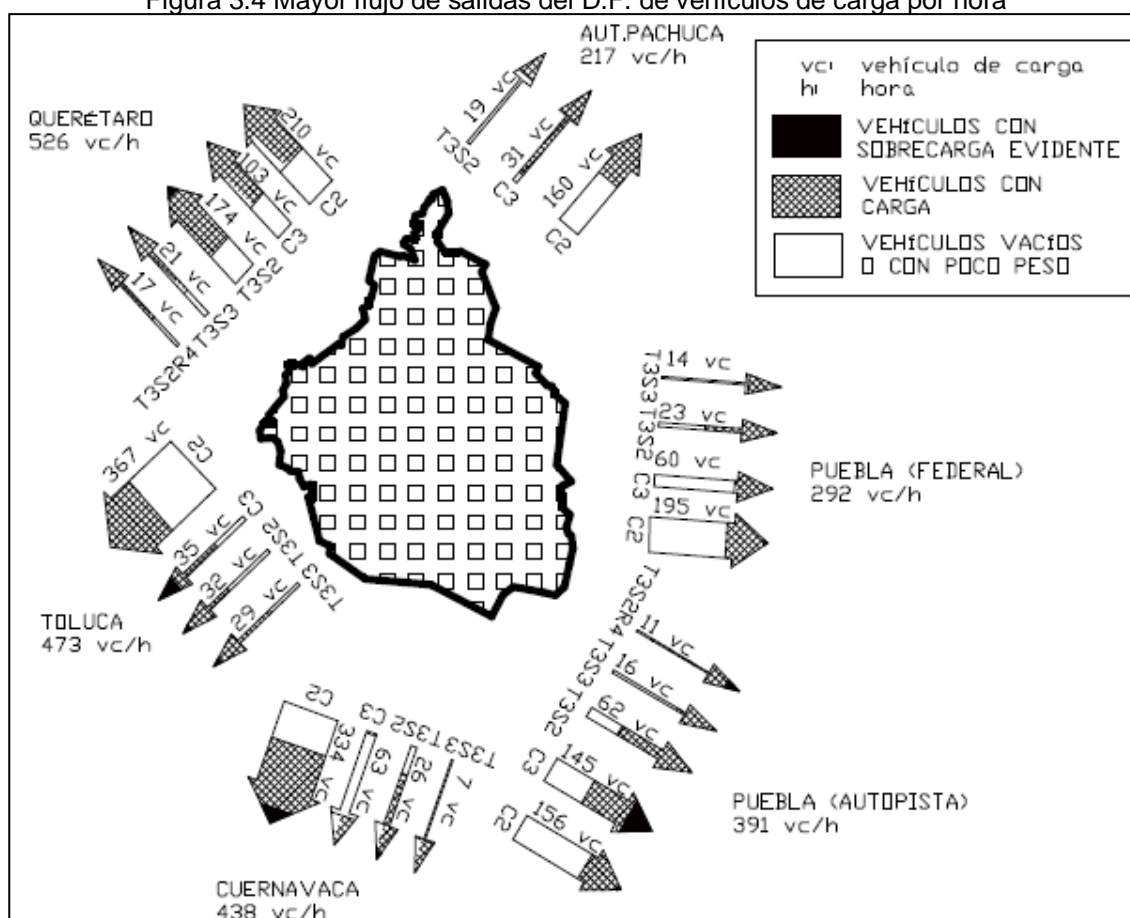 Figura 3.4 Mayor flujo de salidas del D.F. de vehículos de carga por hora
AUT.PACHUCA
217 vc/h
19 vc
T3S2
31 vc
C3
160 vc
C2
vc: vehículo de carga
h: hora
VEHÍCULOS CON
SOBRECARGA EVIDENTE
VEHÍCULOS CON
CARGA
VEHÍCULOS VACÍOS
O CON POCO PESO
QUERÉTARO
526 vc/h
210 vc
C2
103 vc
C3
174 vc
T3S2
21 vc
T3S3
17 vc
T3S2R4
T3S3
14 vc
T3S2
23 vc
C3
60 vc
C2
195 vc
PUEBLA (FEDERAL)
292 vc/h
367 vc
C2
35 vc
C3
32 vc
T3S2
29 vc
T3S3
TOLUCA
473 vc/h
T3S2R4
11 vc
T3S3
16 vc
T3S2
62 vc
C3
145 vc
C2
156 vc
PUEBLA (AUTOPISTA)
391 vc/h
C2
334 vc
C3
63 vc
T3S2
26 vc
T3S3
7 vc
CUERNAVACA
438 vc/h